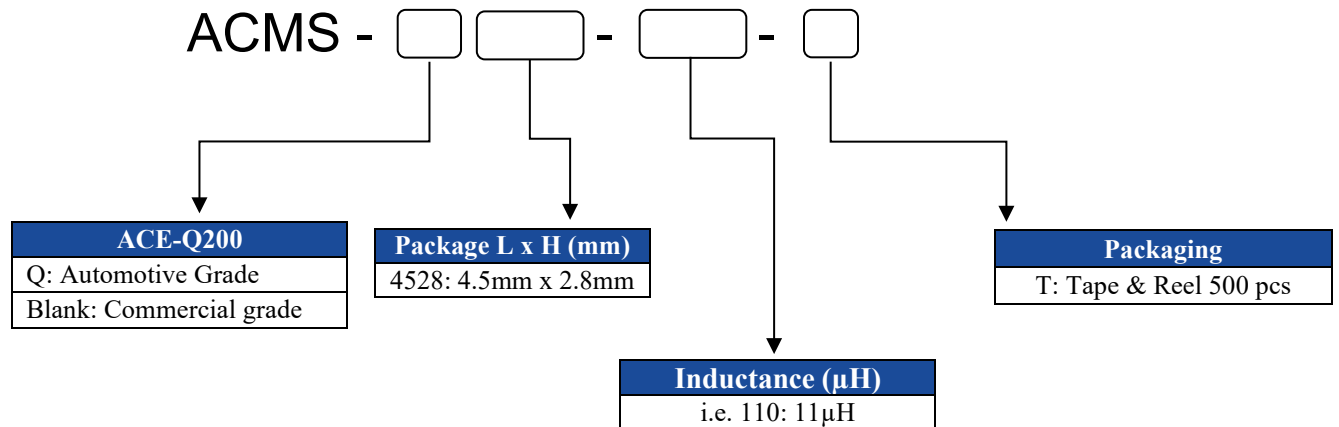 ACMS - - -
ACE-Q200
Q: Automotive Grade
Blank: Commercial grade
Package L x H (mm)
4528: 4.5mm x 2.8mm
Packaging
T: Tape & Reel 500 pcs
Inductance (µH)
i.e. 110: 11µH